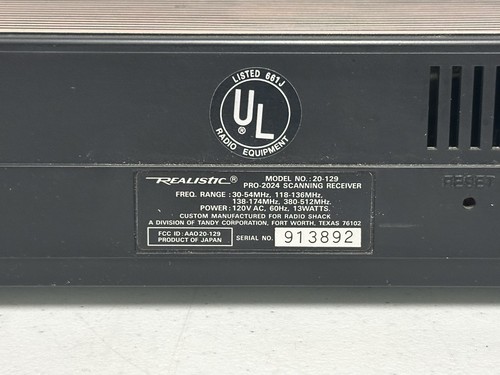 LISTED 661J
UL®
RADIO EQUIPMENT
RESET
REALISTIC® MODEL NO.: 20-129
PRO-2024 SCANNING RECEIVER
FREQ. RANGE : 30-54MHz, 118-136MHz,
138-174MHz, 380-512MHz.
POWER : 120V AC, 60Hz, 13WATTS.
CUSTOM MANUFACTURED FOR RADIO SHACK
A DIVISION OF TANDY CORPORATION, FORT WORTH, TEXAS 76102
FCC ID : AAO20-129
PRODUCT OF JAPAN
SERIAL NO. 913892